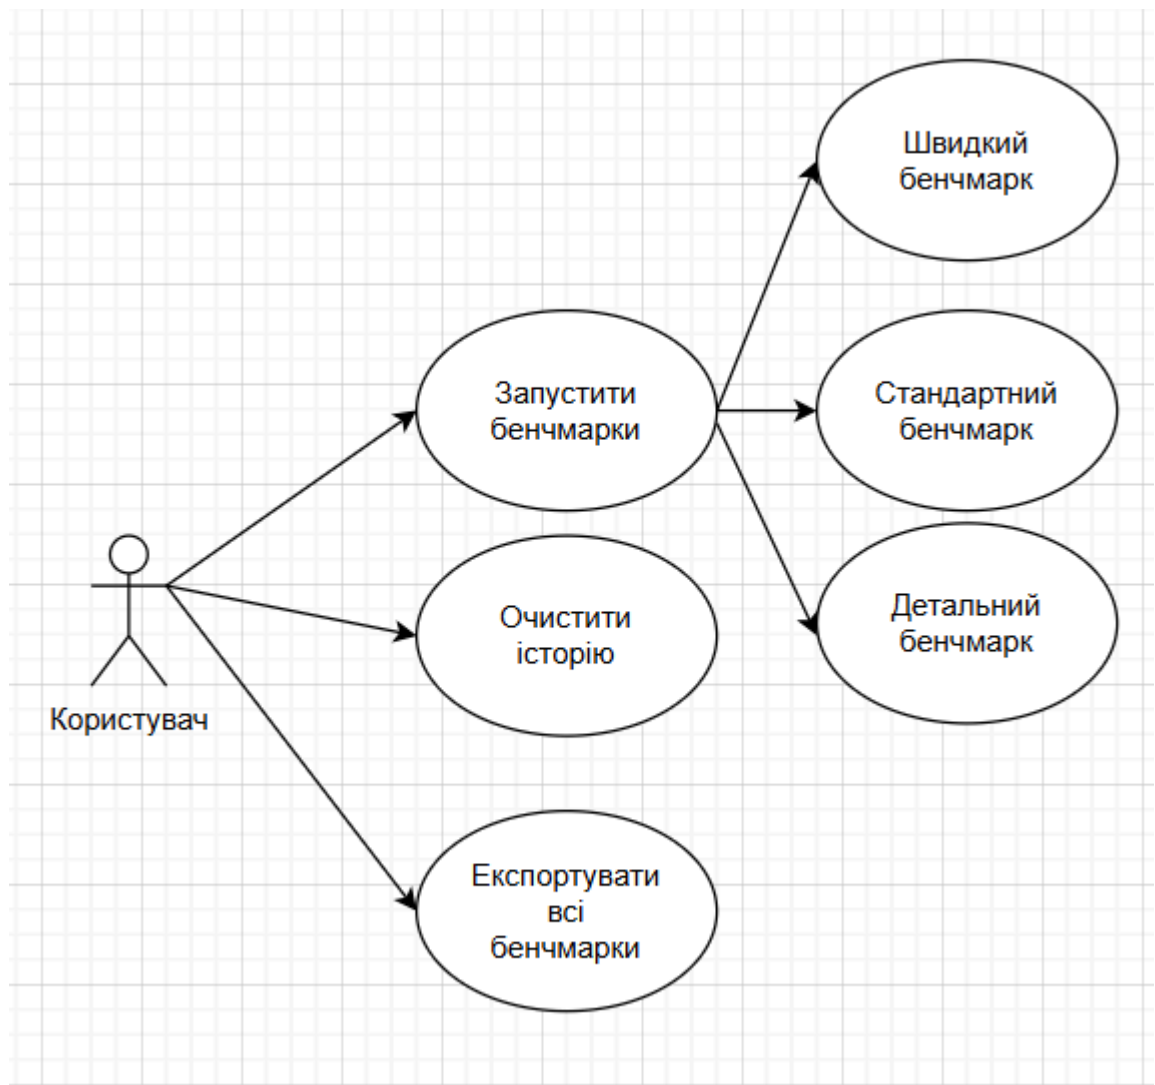 Швидкий
бенчмарк
Запустити
бенчмарки
Стандартний
бенчмарк
Очистити
історію
Детальний
бенчмарк
Користувач
Експортувати
всі
бенчмарки